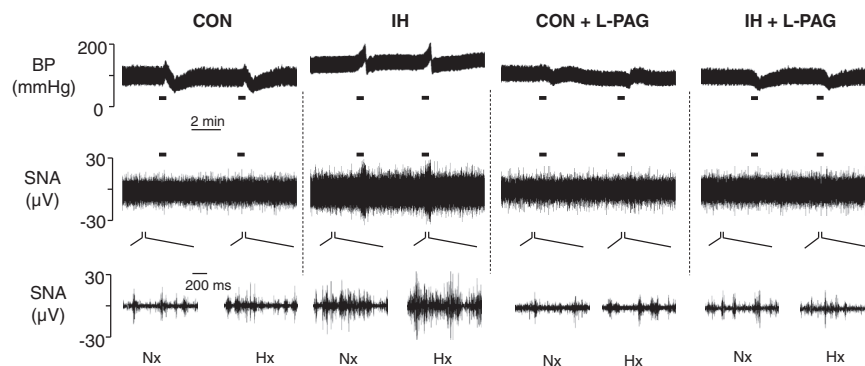 CON IH CON + L-PAG IH + L-PAG
200
BP
(mmHg)
0
2 min
30
SNA
(µV)
-30
200 ms
30
SNA
(µV)
-30
Nx Hx Nx Hx Nx Hx Nx Hx